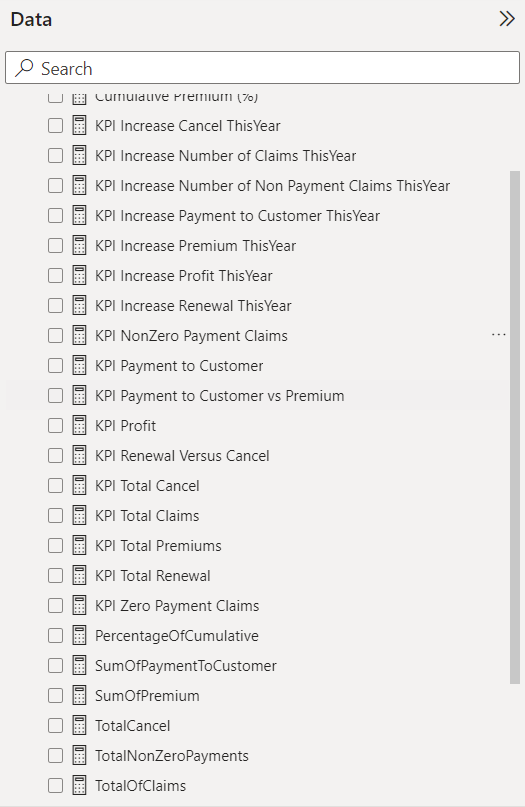 Data
Search
Cumulative Premium (%)
KPI Increase Cancel ThisYear
KPI Increase Number of Claims ThisYear
KPI Increase Number of Non Payment Claims ThisYear
KPI Increase Payment to Customer ThisYear
KPI Increase Premium ThisYear
KPI Increase Profit ThisYear
KPI Increase Renewal ThisYear
KPI NonZero Payment Claims
KPI Payment to Customer
KPI Payment to Customer vs Premium
KPI Profit
KPI Renewal Versus Cancel
KPI Total Cancel
KPI Total Claims
KPI Total Premiums
KPI Total Renewal
KPI Zero Payment Claims
PercentageOfCumulative
SumOfPaymentToCustomer
SumOfPremium
TotalCancel
TotalNonZeroPayments
TotalOfClaims